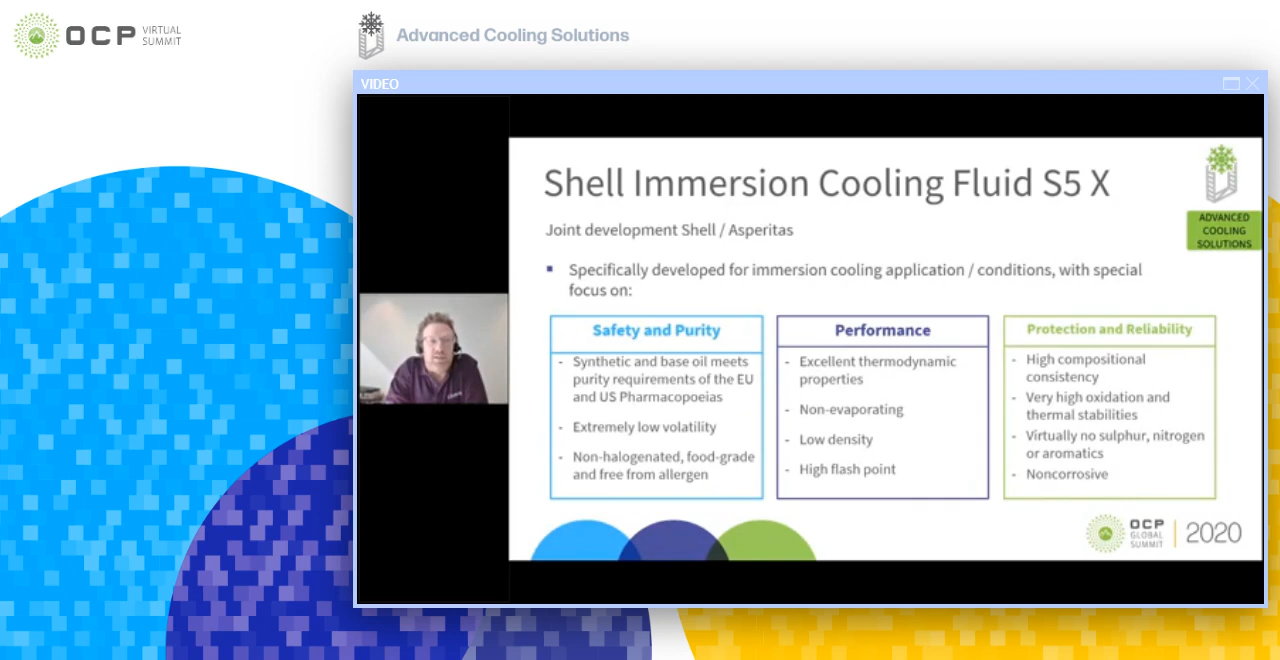 OCP VIRTUAL SUMMIT
Advanced Cooling Solutions
VIDEO
Shell Immersion Cooling Fluid S5 X
ADVANCED
COOLING
SOLUTIONS
Joint development Shell / Asperitas
Specifically developed for immersion cooling application / conditions, with special
focus on:
Safety and Purity
- Synthetic and base oil meets
purity requirements of the EU
and US Pharmacopoeias
- Extremely low volatility
- Non-halogenated, food-grade
and free from allergen
Performance
- Excellent thermodynamic
properties
- Non-evaporating
- Low density
- High flash point
Protection and Reliability
- High compositional
consistency
- Very high oxidation and
thermal stabilities
- Virtually no sulphur, nitrogen
or aromatics
- Noncorrosive
OCP
GLOBAL
SUMMIT
2020